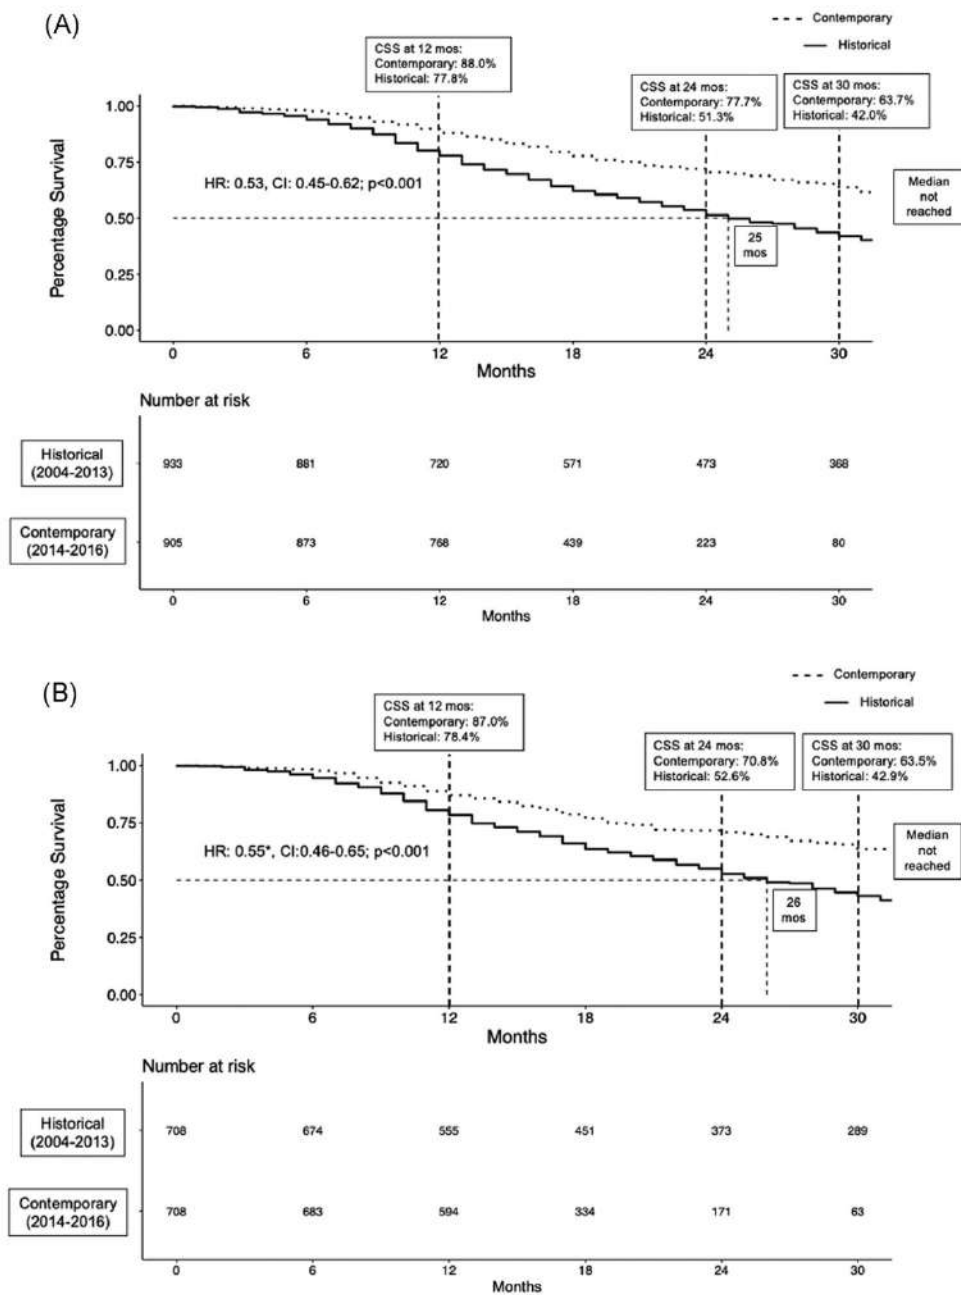 (A)
Contemporary
Historical
CSS at 12 mos:
Contemporary: 88.0%
Historical: 77.8%
CSS at 24 mos:
Contemporary: 77.7%
Historical: 51.3%
CSS at 30 mos:
Contemporary: 63.7%
Historical: 42.0%
Percentage Survival
1.00
0.75
0.50
0.25
0.00
HR: 0.53, CI: 0.45-0.62; p<0.001
Median
not
reached
25
mos
0 6 12 18 24 30
Months
Number at risk
Historical
(2004-2013)
933 881 720 571 473 368
Contemporary
(2014-2016)
905 873 768 439 223 80
0 6 12 18 24 30
Months
(B)
Contemporary
Historical
CSS at 12 mos:
Contemporary: 87.0%
Historical: 78.4%
CSS at 24 mos:
Contemporary: 70.8%
Historical: 52.6%
CSS at 30 mos:
Contemporary: 63.5%
Historical: 42.9%
Percentage Survival
1.00
0.75
0.50
0.25
0.00
HR: 0.55*, CI:0.46-0.65; p<0.001
Median
not
reached
26
mos
0 6 12 18 24 30
Months
Number at risk
Historical
(2004-2013)
708 674 555 451 373 289
Contemporary
(2014-2016)
708 683 594 334 171 63
0 6 12 18 24 30
Months